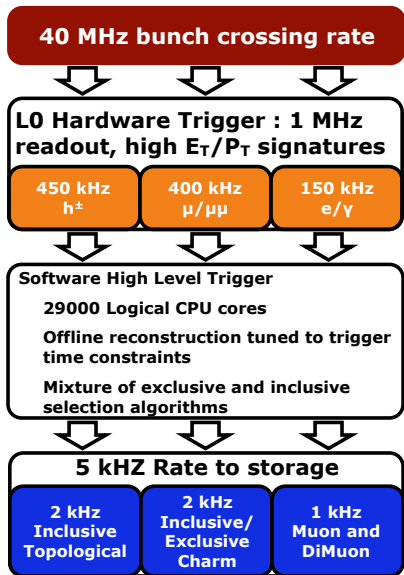 40 MHz bunch crossing rate
L0 Hardware Trigger : 1 MHz
readout, high E_T/P_T signatures
450 kHz
h±
400 kHz
μ/μμ
150 kHz
e/γ
Software High Level Trigger
29000 Logical CPU cores
Offline reconstruction tuned to trigger
time constraints
Mixture of exclusive and inclusive
selection algorithms
5 kHZ Rate to storage
2 kHz
Inclusive
Topological
2 kHz
Inclusive/
Exclusive
Charm
1 kHz
Muon and
DiMuon